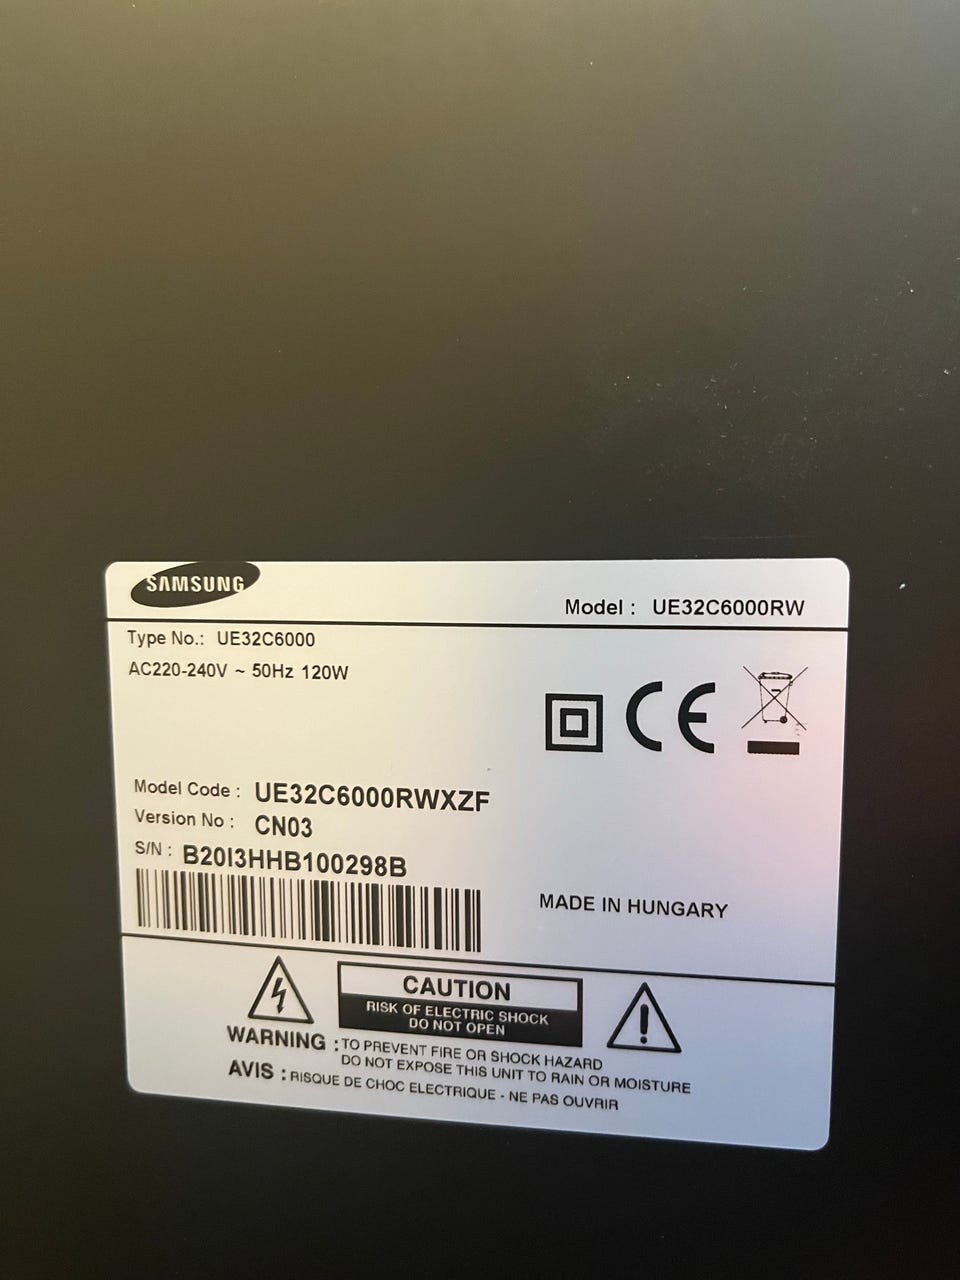 SAMSUNG
Model : UE32C6000RW
Type No.: UE32C6000
AC220-240V ~ 50Hz 120W
CE
Model Code : UE32C6000RWXZF
Version No : CN03
S/N : B20I3HHB100298B
MADE IN HUNGARY
CAUTION
RISK OF ELECTRIC SHOCK
DO NOT OPEN
WARNING : TO PREVENT FIRE OR SHOCK HAZARD
DO NOT EXPOSE THIS UNIT TO RAIN OR MOISTURE
AVIS : RISQUE DE CHOC ELECTRIQUE - NE PAS OUVRIR